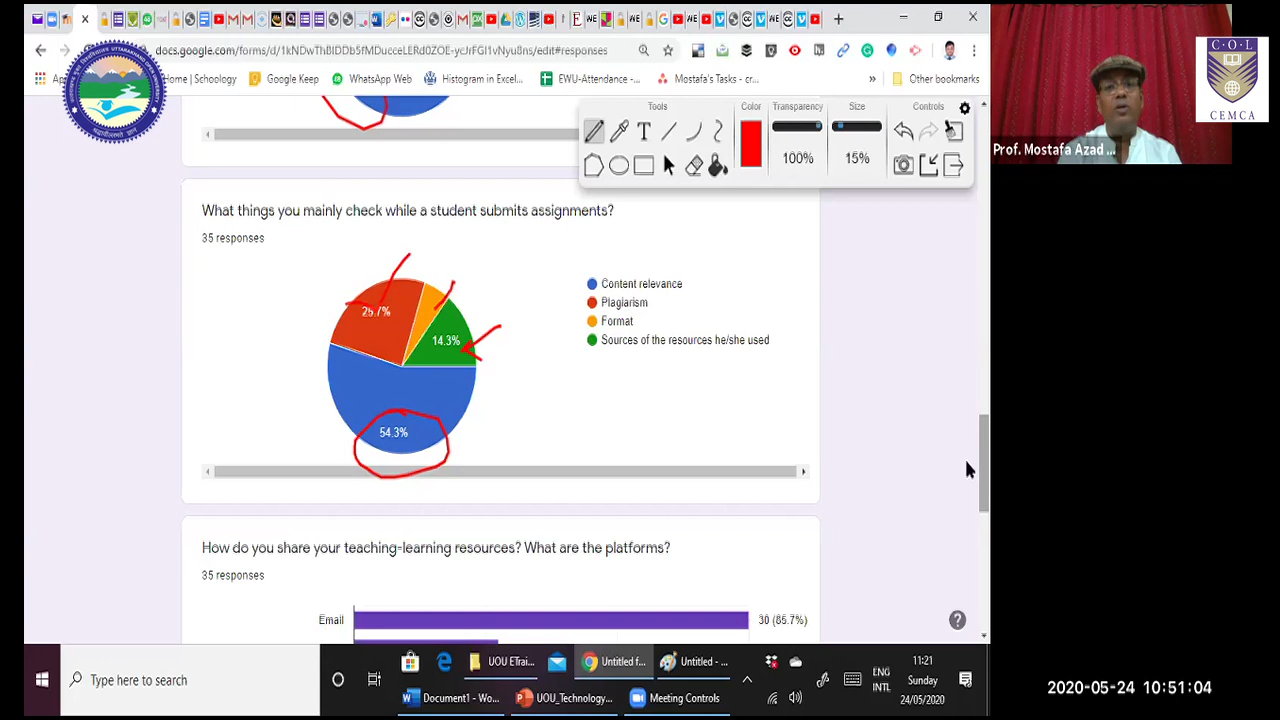 docs.google.com/forms/d/1kNDwThBIDDb5fMDucceLERd0ZOE-ycJrFGl1vNyu8ns/edit#responses
Home | Schoology
Google Keep
WhatsApp Web
Histogram in Excel...
EWU-Attendance -...
Mostafa's Tasks - cr...
»
Other bookmarks
Tools
Color
Transparency
Size
Controls
100%
15%
C·O·L
CEMCA
Prof. Mostafa Azad ...
What things you mainly check while a student submits assignments?
35 responses
14.3%
54.3%
Content relevance
Plagiarism
Format
Sources of the resources he/she used
How do you share your teaching-learning resources? What are the platforms?
35 responses
Email
30 (85.7%)
Type here to search
UOU ETrai...
Untitled f...
Untitled - ...
Document1 - Wo...
UOU_Technology...
Meeting Controls
ENG
INTL
11:21
Sunday
24/05/2020
2020-05-24 10:51:04